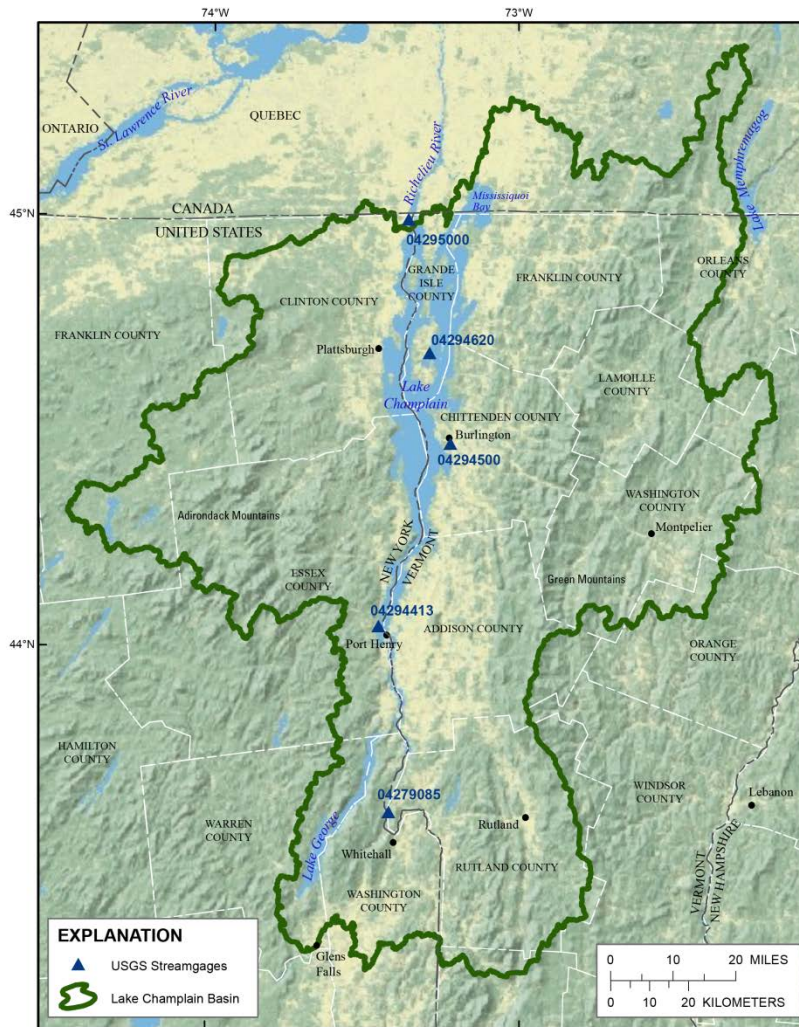 74°W
73°W
ONTARIO
St. Lawrence River
QUEBEC
Richelieu River
Mississiquoi
Bay
Lake Memphremagog
45°N
CANADA
UNITED STATES
04295000
GRANDE
ISLE
COUNTY
FRANKLIN COUNTY
ORLEANS
COUNTY
CLINTON COUNTY
FRANKLIN COUNTY
Plattsburgh
04294620
LAMOILLE
COUNTY
Lake
Champlain
CHITTENDEN COUNTY
Burlington
04294500
WASHINGTON
COUNTY
Montpelier
Adirondack Mountains
NEW YORK
VERMONT
ESSEX
COUNTY
Green Mountains
04294413
Port Henry
ADDISON COUNTY
44°N
ORANGE
COUNTY
HAMILTON
COUNTY
WINDSOR
COUNTY
Lebanon
04279085
WARREN
COUNTY
Lake George
Rutland
Whitehall
RUTLAND COUNTY
VERMONT
NEW HAMPSHIRE
WASHINGTON
COUNTY
Glens
Falls
EXPLANATION
USGS Streamgages
Lake Champlain Basin
0 10 20 MILES
0 10 20 KILOMETERS
74°W
73°W